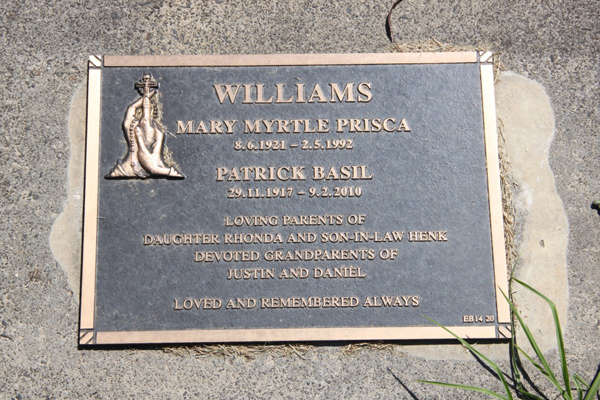 WILLIAMS
MARY MYRTLE PRISCA
8.6.1921 – 2.5.1992
PATRICK BASIL
29.11.1917 – 9.2.2010
LOVING PARENTS OF
DAUGHTER RHONDA AND SON-IN-LAW HENK
DEVOTED GRANDPARENTS OF
JUSTIN AND DANIEL
LOVED AND REMEMBERED ALWAYS
EB 14 20